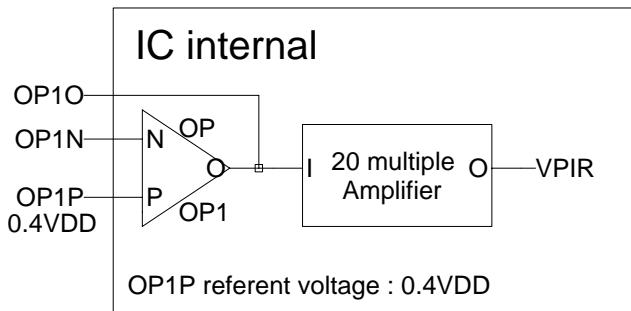 IC internal
OP1O
OP
OP1N
N
O
I
20 multiple
Amplifier
O
VPIR
OP1P
P
OP1
0.4VDD
OP1P referent voltage : 0.4VDD